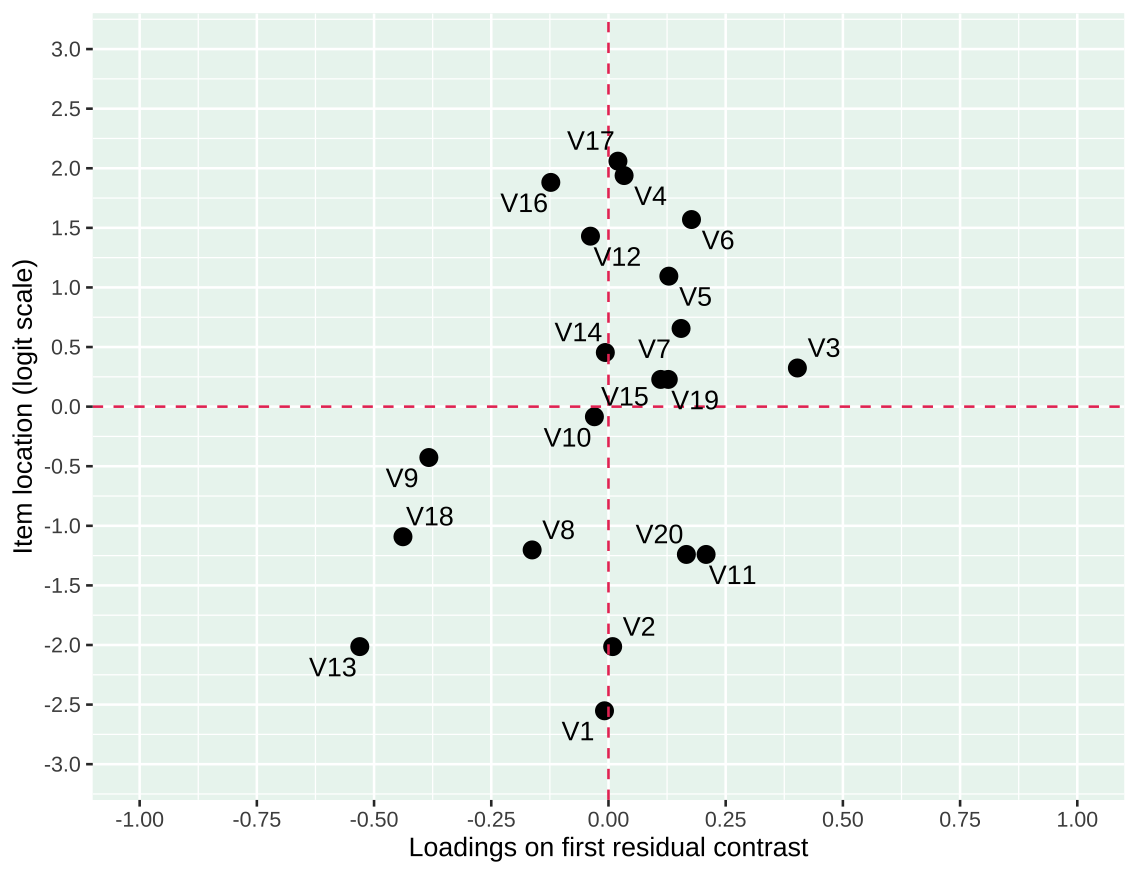 3.0
2.5
2.0
1.5
1.0
0.5
0.0
-0.5
-1.0
-1.5
-2.0
-2.5
-3.0
Item location (logit scale)
V17
V16
V4
V6
V12
V5
V14
V7
V3
V15
V19
V10
V9
V18
V8
V20
V11
V2
V13
V1
-1.00
-0.75
-0.50
-0.25
0.00
0.25
0.50
0.75
1.00
Loadings on first residual contrast